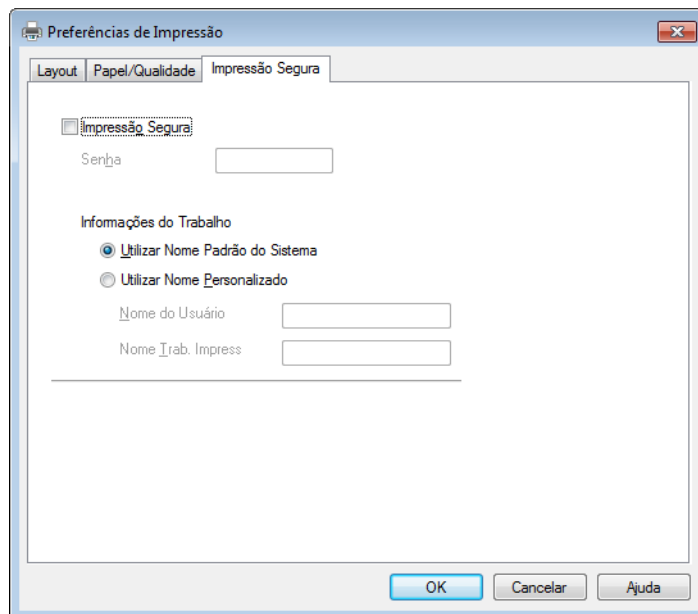 Preferências de Impressão
Layout Papel/Qualidade Impressão Segura
Impressão Segura
Senha
Informações do Trabalho
Utilizar Nome Padrão do Sistema
Utilizar Nome Personalizado
Nome do Usuário
Nome Trab. Impress
OK Cancelar Ajuda